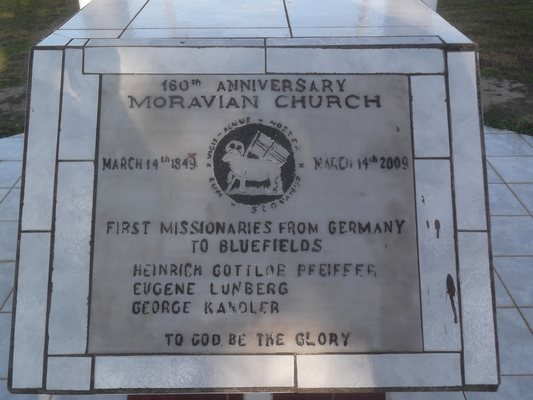 160th ANNIVERSARY
MORAVIAN CHURCH
MARCH 14th 1849
MARCH 14th 2009
FIRST MISSIONARIES FROM GERMANY
TO BLUEFIELDS
HEINRICH GOTTLOB PFEIFFER
EUGENE LUNBERG
GEORGE KANDLER
TO GOD BE THE GLORY